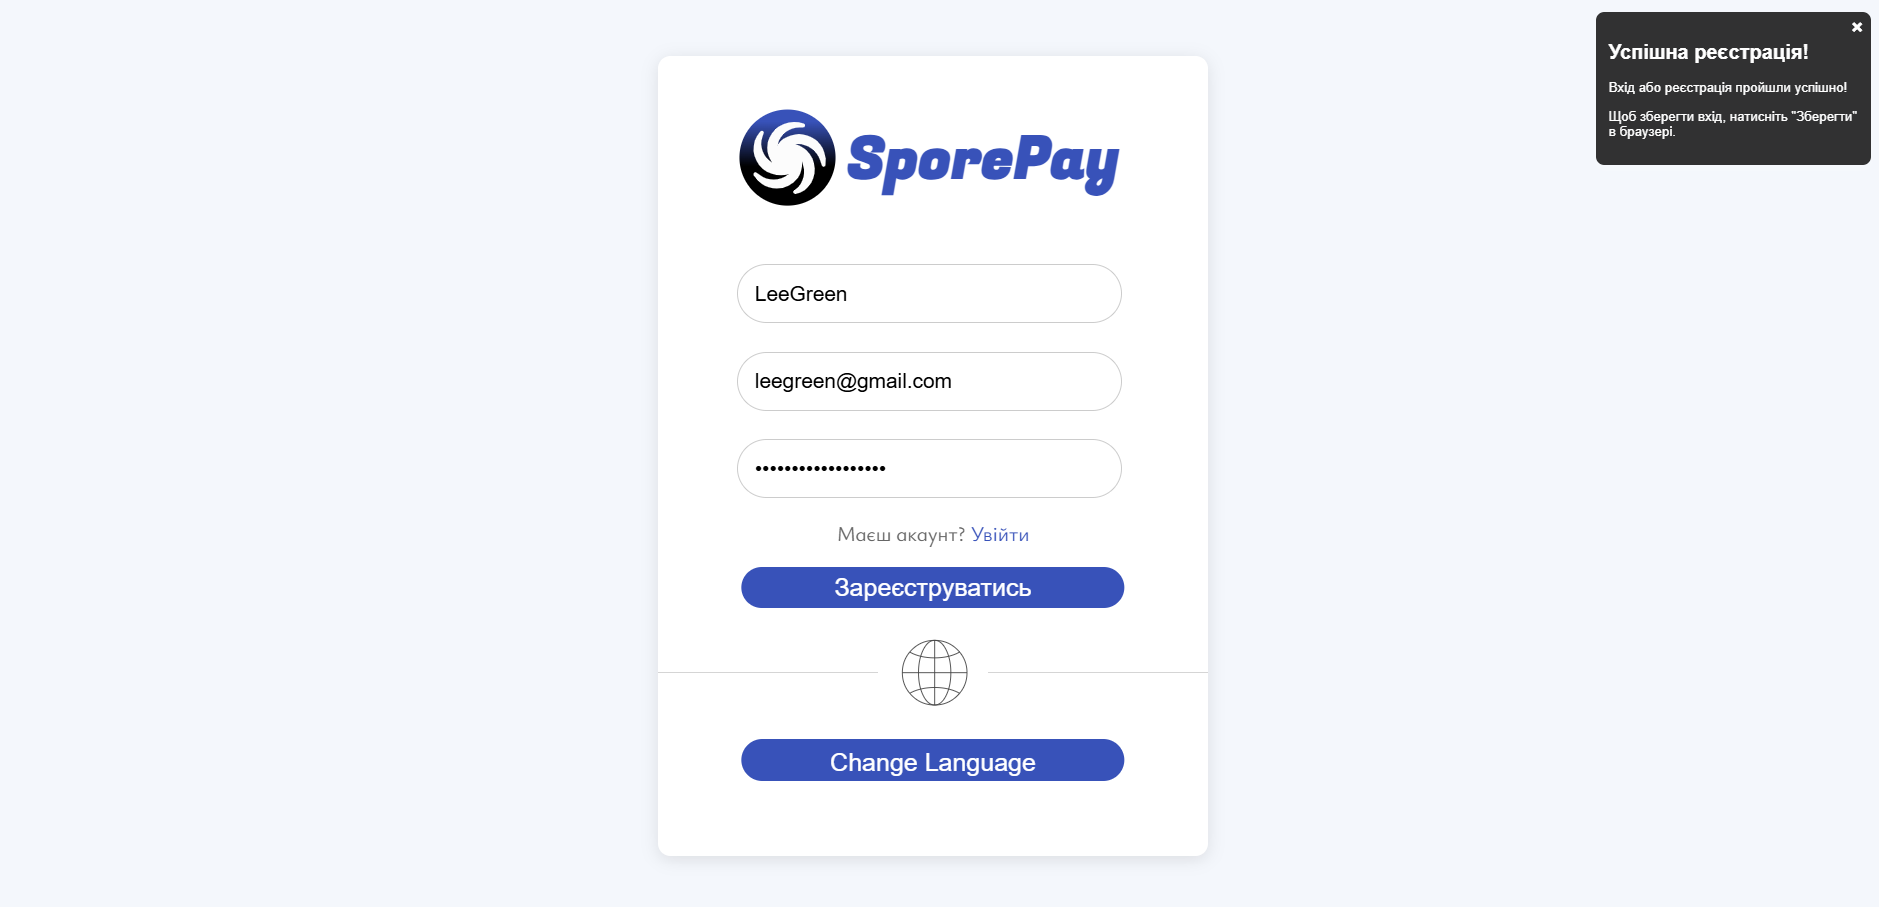 SporePay
LeeGreen
leegreen@gmail.com
••••••••••••••••••
Маєш акаунт? Увійти
Зареєструватись
Change Language
✖
Успішна реєстрація!
Вхід або реєстрація пройшли успішно!
Щоб зберегти вхід, натисніть "Зберегти"
в браузері.